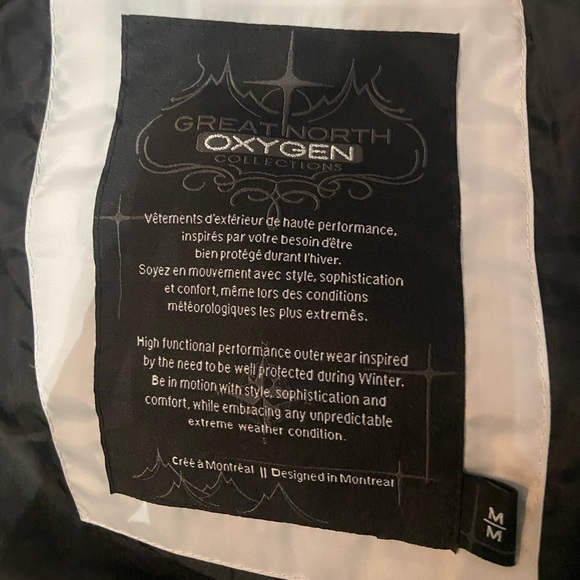 GREAT NORTH
OXYGEN
COLLECTIONS
Vêtements d'extérieur de haute performance,
inspirés par votre besoin d'être
bien protégé durant l'hiver.
Soyez en mouvement avec style, sophistication
et confort, même lors des conditions
météorologiques les plus extremês.
High functional performance outerwear inspired
by the need to be well protected during Winter.
Be in motion with style, sophistication and
comfort, while embracing any unpredictable
extreme weather condition.
Créé à Montréal || Designed in Montreal
M
M